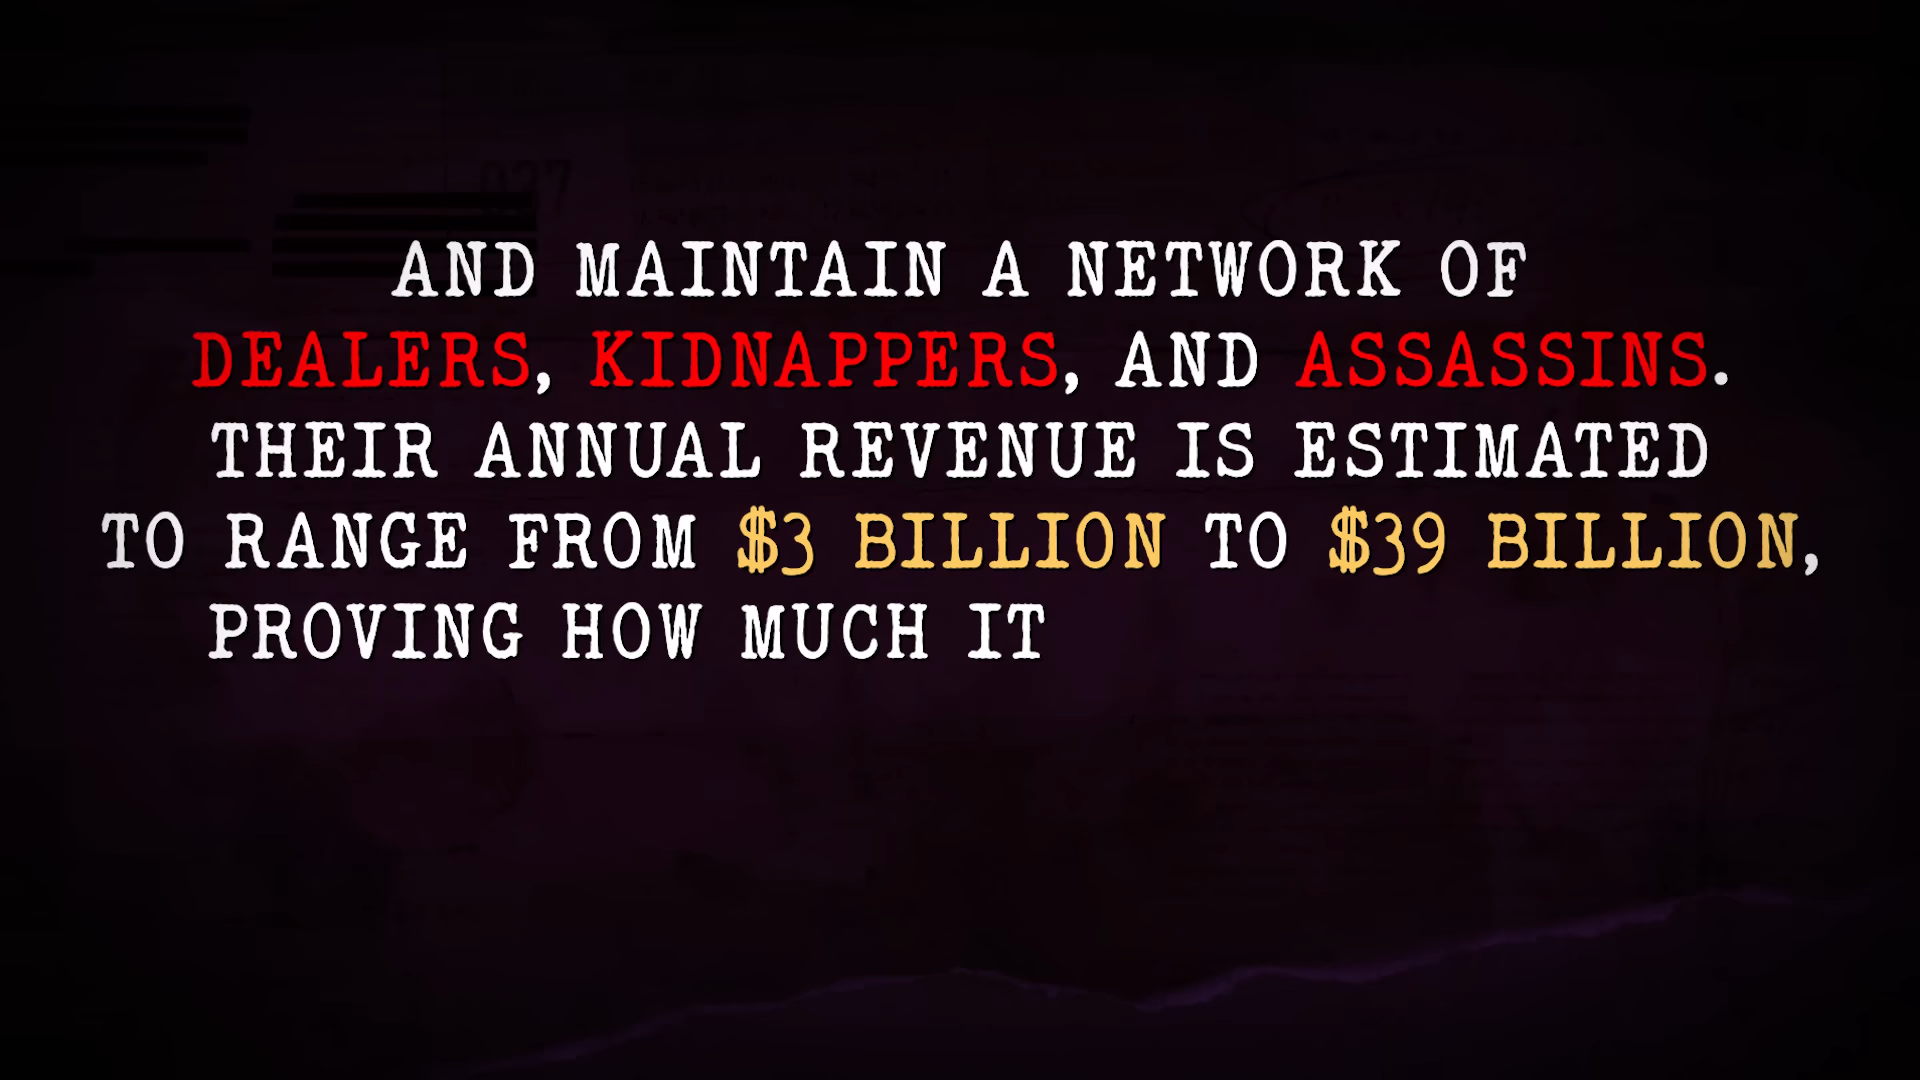 037
AND MAINTAIN A NETWORK OF
DEALERS, KIDNAPPERS, AND ASSASSINS.
THEIR ANNUAL REVENUE IS ESTIMATED
TO RANGE FROM $3 BILLION TO $39 BILLION,
PROVING HOW MUCH IT